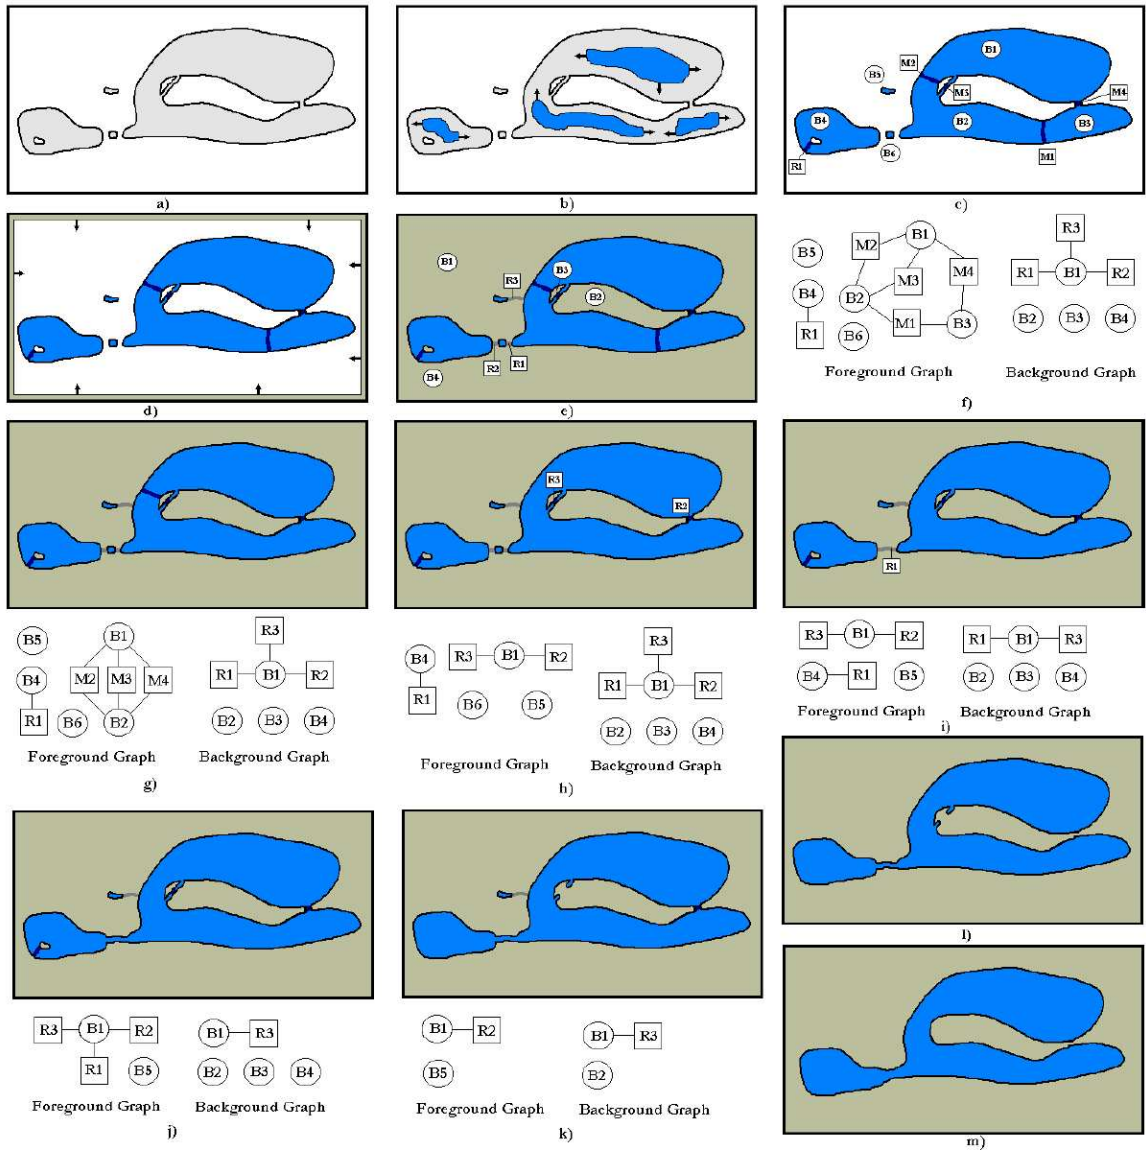 a)
b)
B1
M2
B5
M3
M4
B4
B2
B3
R1
B6
M1
c)
d)
B1
B3
R3
B2
R1
R2
B4
e)
R3
B1
B5
M2
M4
B4
M3
R1
B1
R2
B2
R1
M1
B3
B2
B3
B4
B6
Foreground Graph
Background Graph
f)
B1
R3
B5
B4
M2
M3
M4
R1
B1
R2
R1
B6
B2
B2
B3
B4
Foreground Graph
Background Graph
g)
R3
R2
R3
B4
R3
B1
R2
R1
B1
R2
R1
B6
B5
B2
B3
B4
Foreground Graph
Background Graph
h)
R1
R3
B1
R2
R1
B1
R3
B4
R1
B5
B2
B3
B4
Foreground Graph
Background Graph
i)
R3
B1
R2
B1
R3
R1
B5
B2
B3
B4
Foreground Graph
Background Graph
j)
B1
R2
B1
R3
B5
B2
Foreground Graph
Background Graph
k)
l)
m)